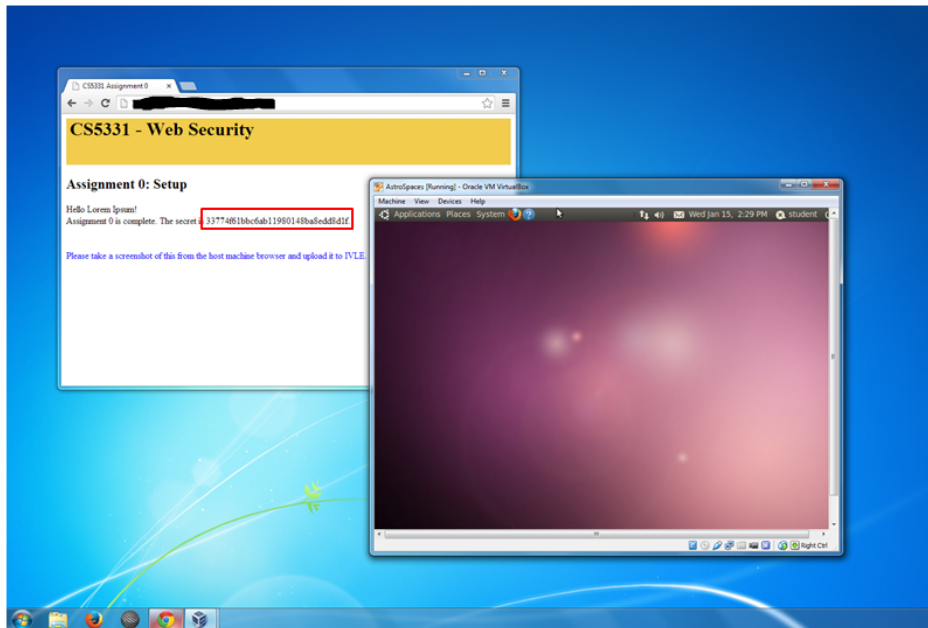 CS5331 Assignment 0
CS5331 - Web Security
Assignment 0: Setup
Hello Lorem Ipsum!
Assignment 0 is complete. The secret is 33774f61bbc6ab11980148ba8edd8d1f.
Please take a screenshot of this from the host machine browser and upload it to IVLE.
AstroSpaces [Running] - Oracle VM VirtualBox
Machine View Devices Help
Applications Places System
Wed Jan 15, 2:29 PM student
Right Ctrl